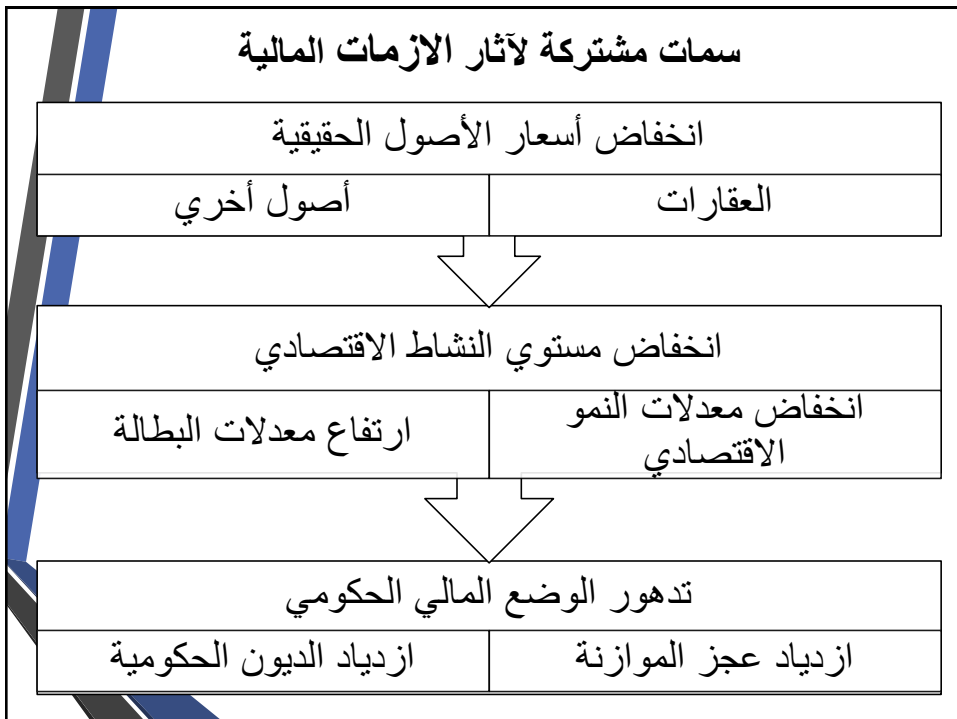 سمات مشتركة لآثار الازمات المالية
انخفاض أسعار الأصول الحقيقية
العقارات
أصول أخري
انخفاض مستوي النشاط الاقتصادي
انخفاض معدلات النمو
الاقتصادي
ارتفاع معدلات البطالة
تدهور الوضع المالي الحكومي
ازدياد عجز الموازنة
ازدياد الديون الحكومية